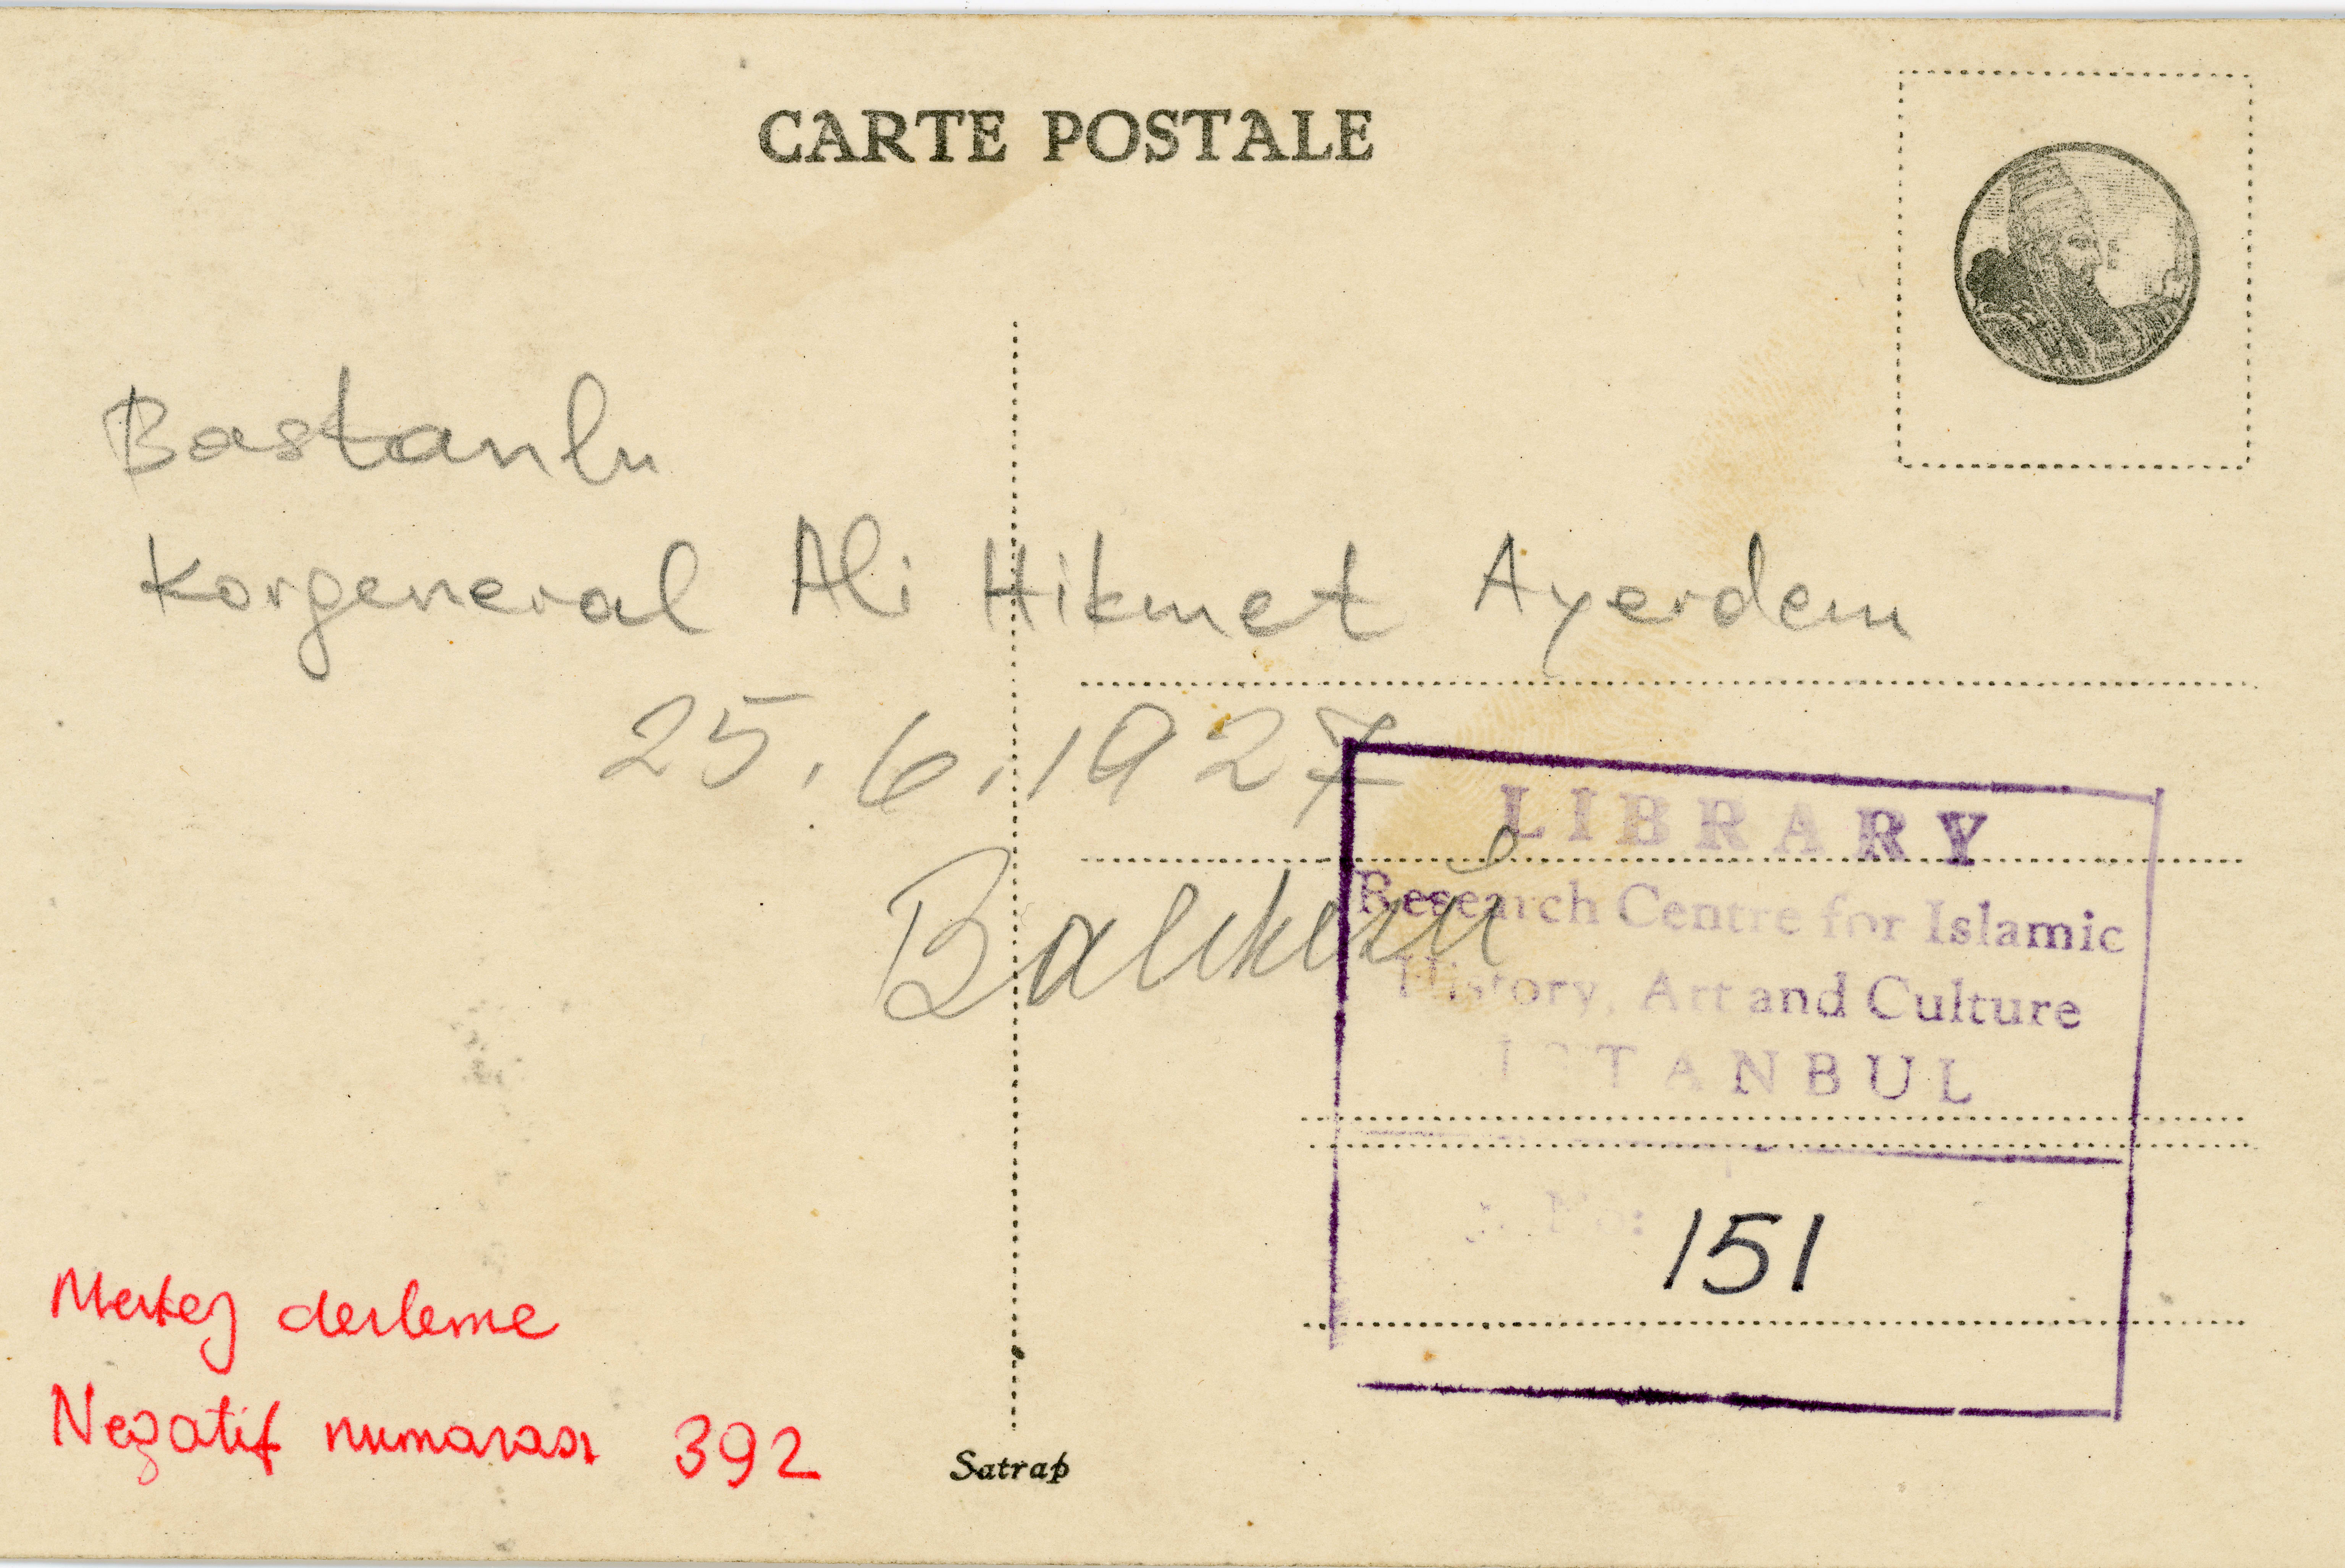 CARTE POSTALE
Bastanlu
Korgeneral Ali Hikmet Ayerdem
25.6.1927
LIBRARY
Research Centre for Islamic
History, Art and Culture
ISTANBUL
No: 151
Merkez derleme
Negatif numarası 392
Satrap